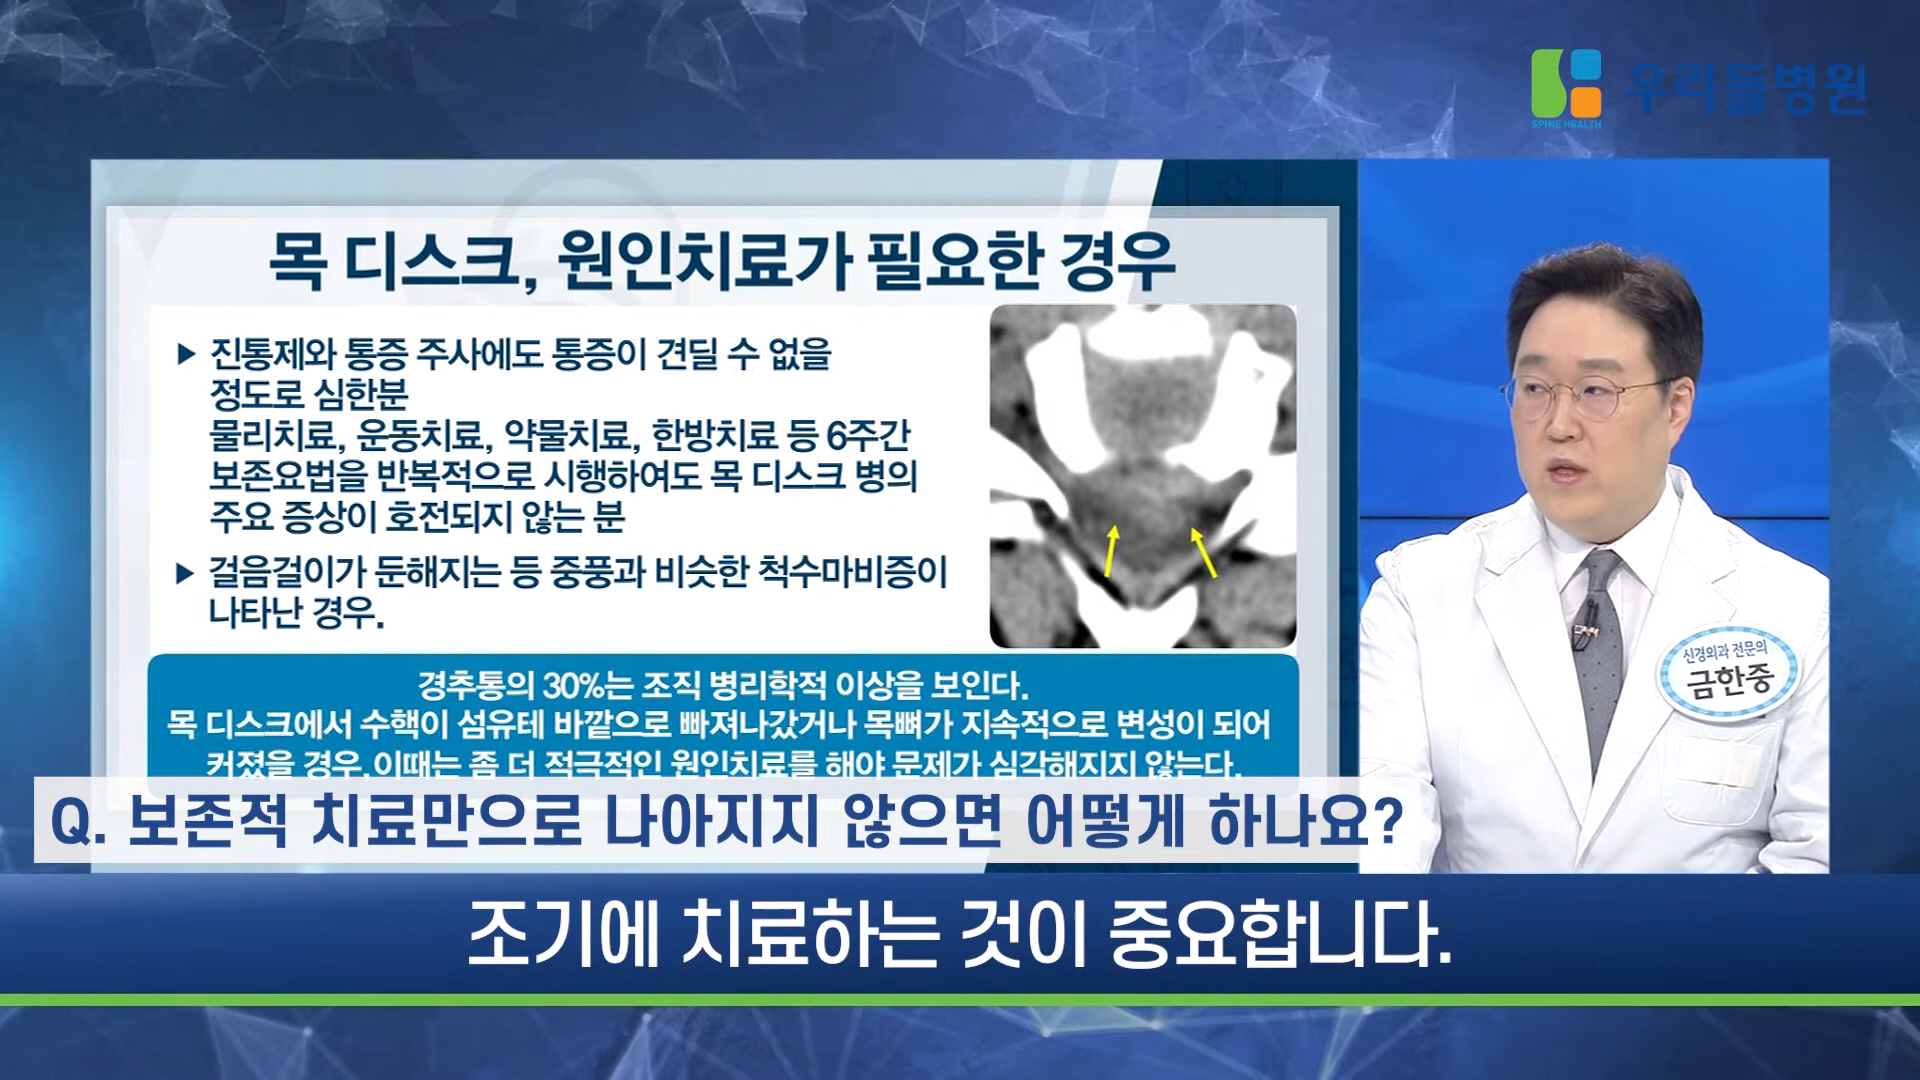 우리들병원
SPINE HEALTH
목 디스크, 원인치료가 필요한 경우
▶ 진통제와 통증 주사에도 통증이 견딜 수 없을
정도로 심한분
물리치료, 운동치료, 약물치료, 한방치료 등 6주간
보존요법을 반복적으로 시행하여도 목 디스크 병의
주요 증상이 호전되지 않는 분
▶ 걸음걸이가 둔해지는 등 중풍과 비슷한 척수마비증이
나타난 경우.
경추통의 30%는 조직 병리학적 이상을 보인다.
목 디스크에서 수핵이 섬유테 바깥으로 빠져나갔거나 목뼈가 지속적으로 변성이 되어
커졌을 경우, 이때는 좀 더 적극적인 원인치료를 해야 문제가 심각해지지 않는다.
신경외과 전문의
금한중
Q. 보존적 치료만으로 나아지지 않으면 어떻게 하나요?
조기에 치료하는 것이 중요합니다.